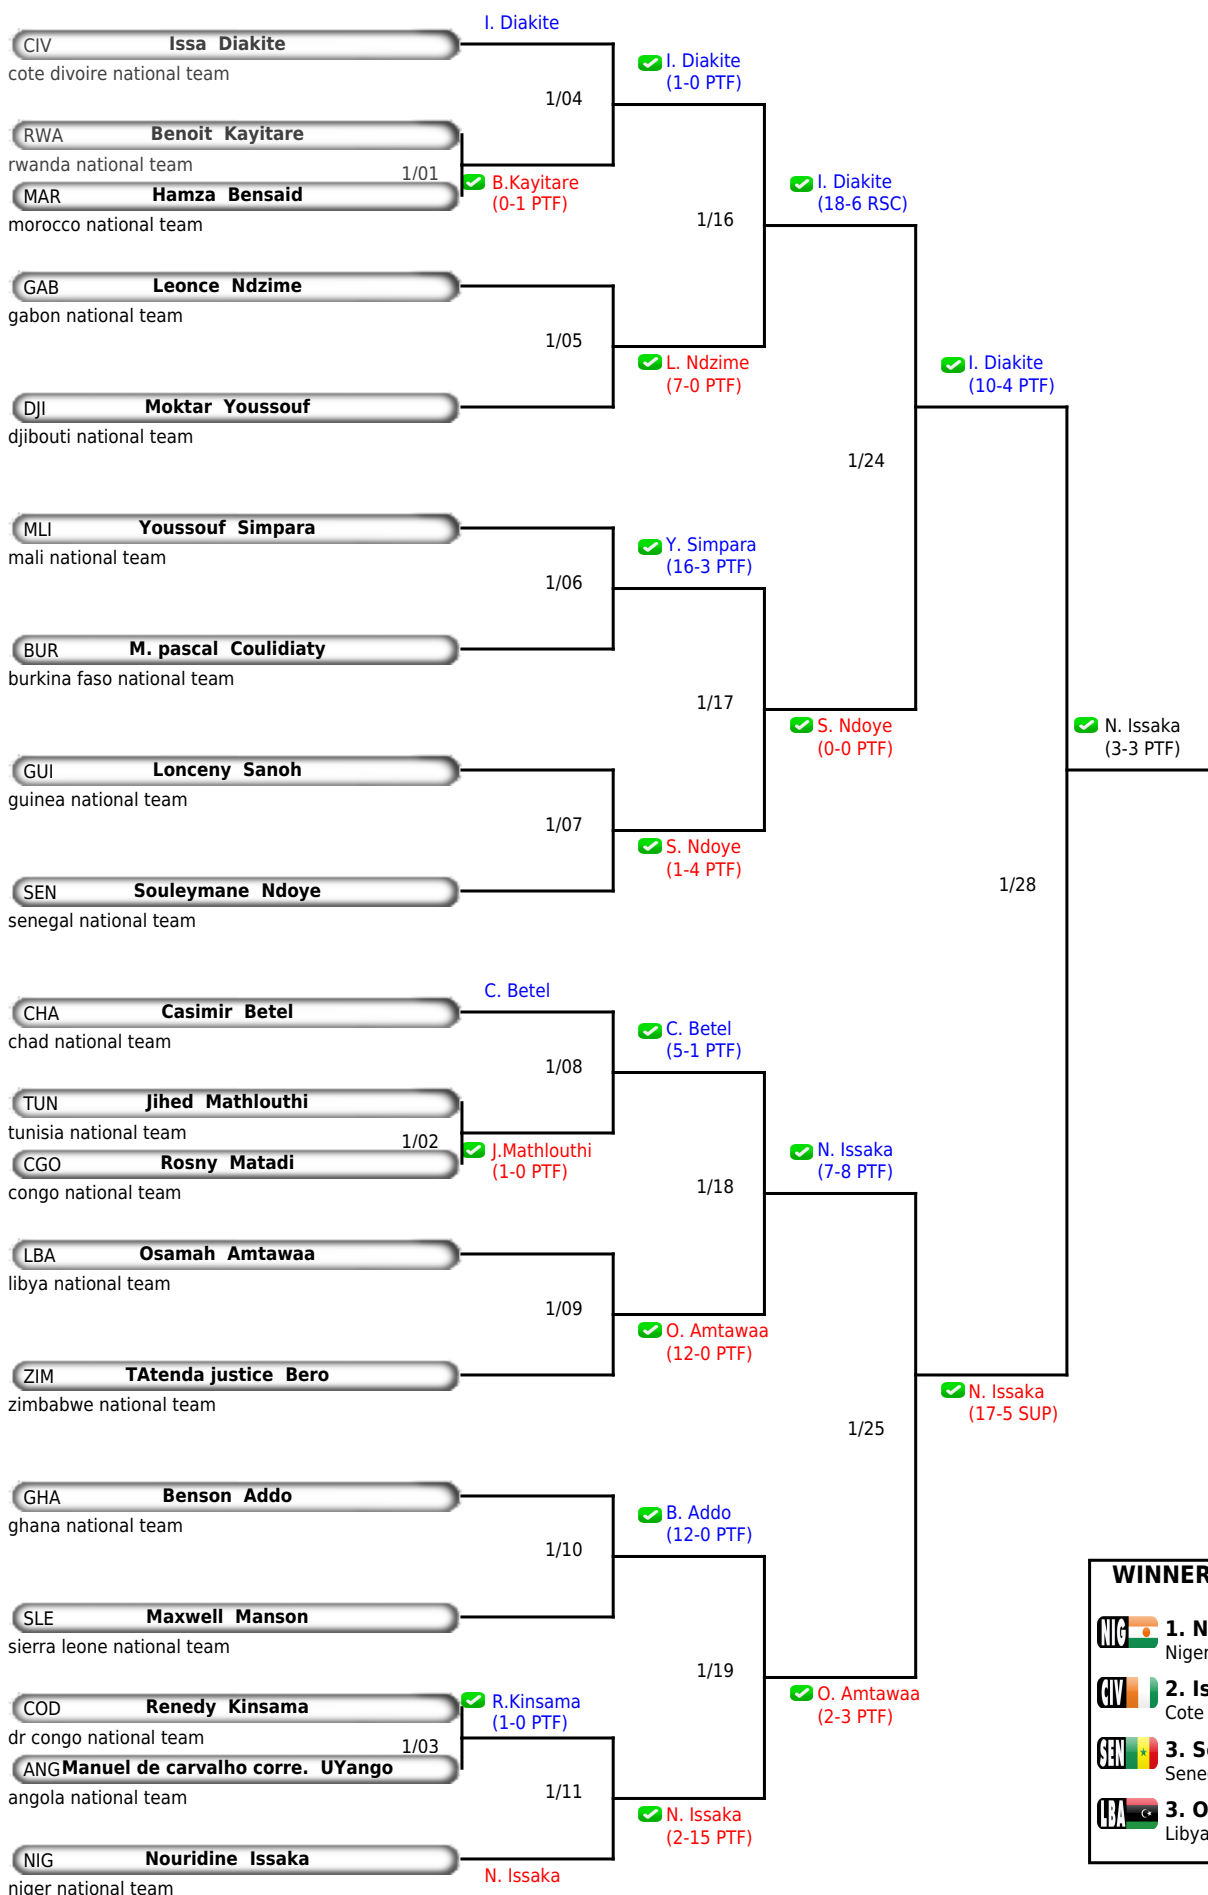 I. Diakite
CIV Issa Diakite
cote divoire national team
I. Diakite
(1-0 PTF)
1/04
RWA Benoit Kayitare
rwanda national team
1/01
B.Kayitare
(0-1 PTF)
MAR Hamza Bensaid
morocco national team
I. Diakite
(18-6 RSC)
1/16
GAB Leonce Ndzime
gabon national team
1/05
L. Ndzime
(7-0 PTF)
I. Diakite
(10-4 PTF)
DJI Moktar Youssouf
djibouti national team
1/24
MLI Youssouf Simpara
mali national team
Y. Simpara
(16-3 PTF)
1/06
BUR M. pascal Coulidiaty
burkina faso national team
1/17
S. Ndoye
(0-0 PTF)
N. Issaka
(3-3 PTF)
GUI Lonceny Sanoh
guinea national team
1/07
S. Ndoye
(1-4 PTF)
SEN Souleymane Ndoye
senegal national team
1/28
C. Betel
CHA Casimir Betel
chad national team
C. Betel
(5-1 PTF)
1/08
TUN Jihed Mathlouthi
tunisia national team
1/02
J.Mathlouthi
(1-0 PTF)
CGO Rosny Matadi
congo national team
N. Issaka
(7-8 PTF)
1/18
LBA Osamah Amtawaa
libya national team
1/09
O. Amtawaa
(12-0 PTF)
ZIM TAtenda justice Bero
zimbabwe national team
N. Issaka
(17-5 SUP)
1/25
GHA Benson Addo
ghana national team
B. Addo
(12-0 PTF)
1/10
SLE Maxwell Manson
sierra leone national team
1/19
O. Amtawaa
(2-3 PTF)
COD Renedy Kinsama
dr congo national team
R.Kinsama
(1-0 PTF)
1/03
ANG Manuel de carvalho corre. UYango
angola national team
1/11
N. Issaka
(2-15 PTF)
NIG Nouridine Issaka
niger national team
N. Issaka
WINNER
NIG 1. N
Niger
CIV 2. Is
Cote
SEN 3. S
Sene
LBA 3. O
Libya